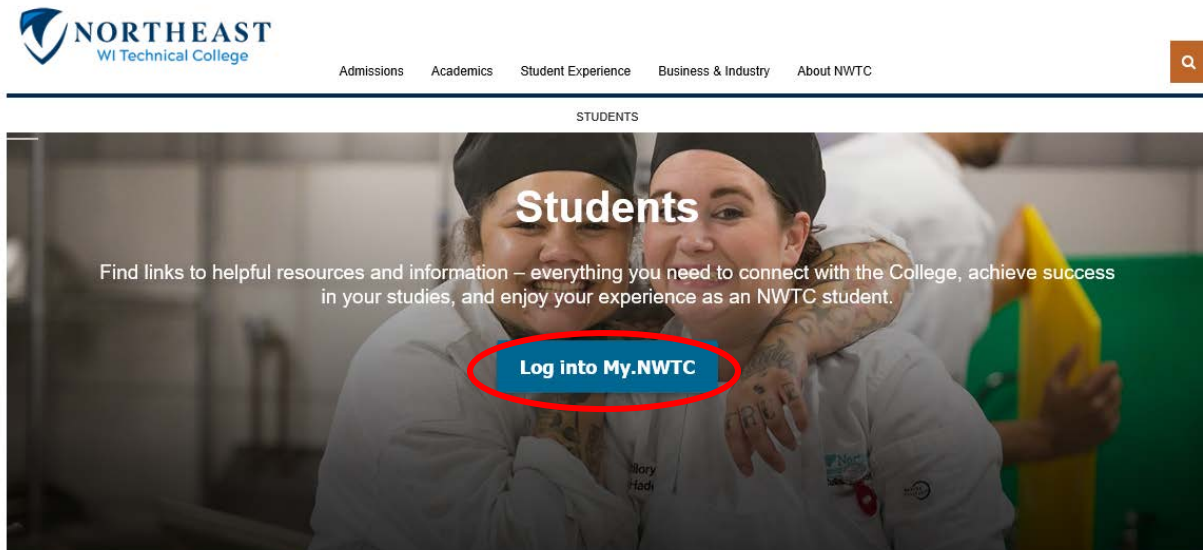 NORTHEAST
WI Technical College
Admissions Academics Student Experience Business & Industry About NWTC
STUDENTS
Students
Find links to helpful resources and information – everything you need to connect with the College, achieve success
in your studies, and enjoy your experience as an NWTC student.
Log into My.NWTC